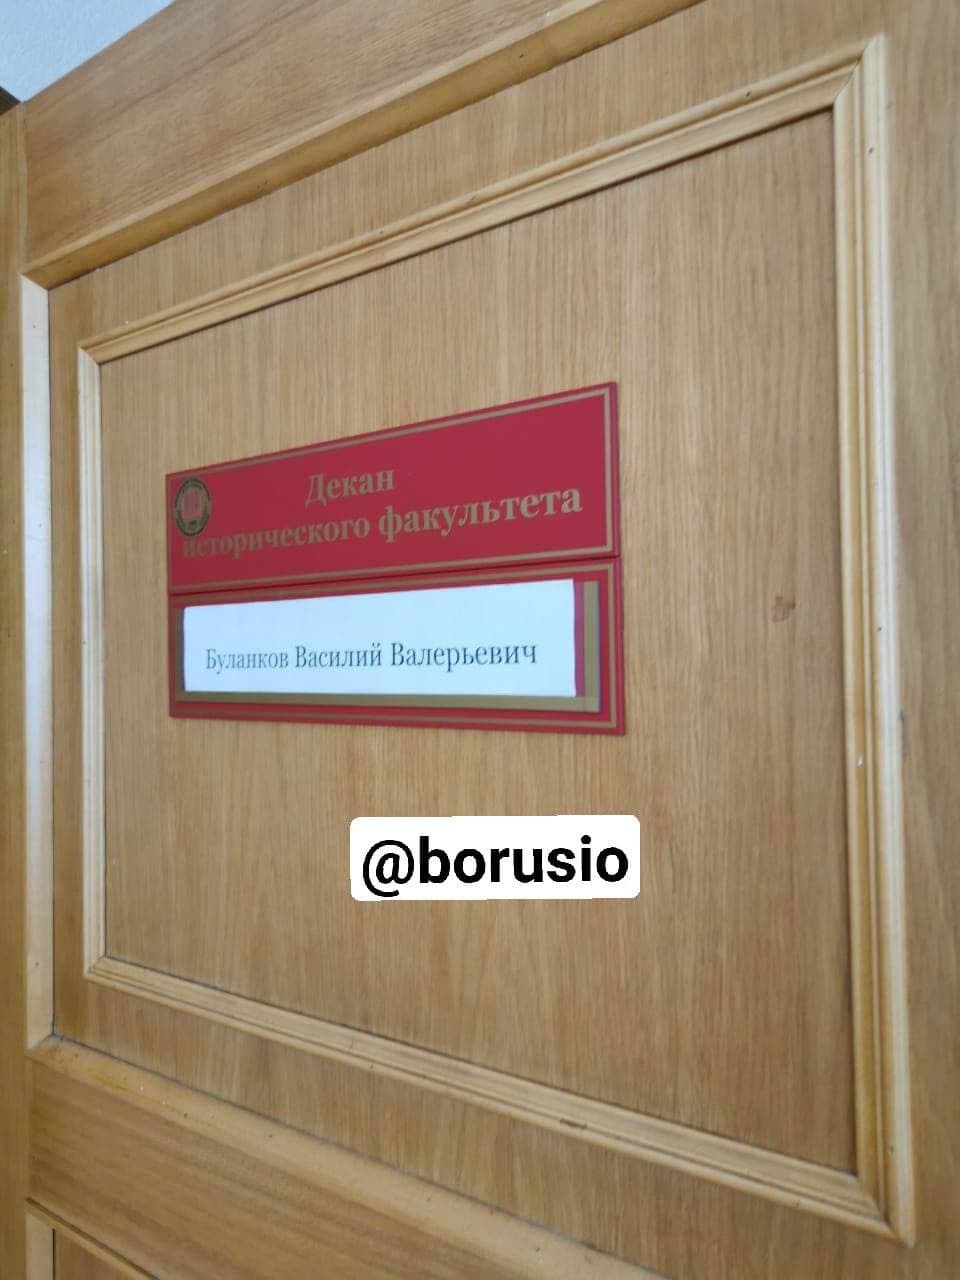 Декан
исторического факультета
Буланков Василий Валерьевич
@borusio